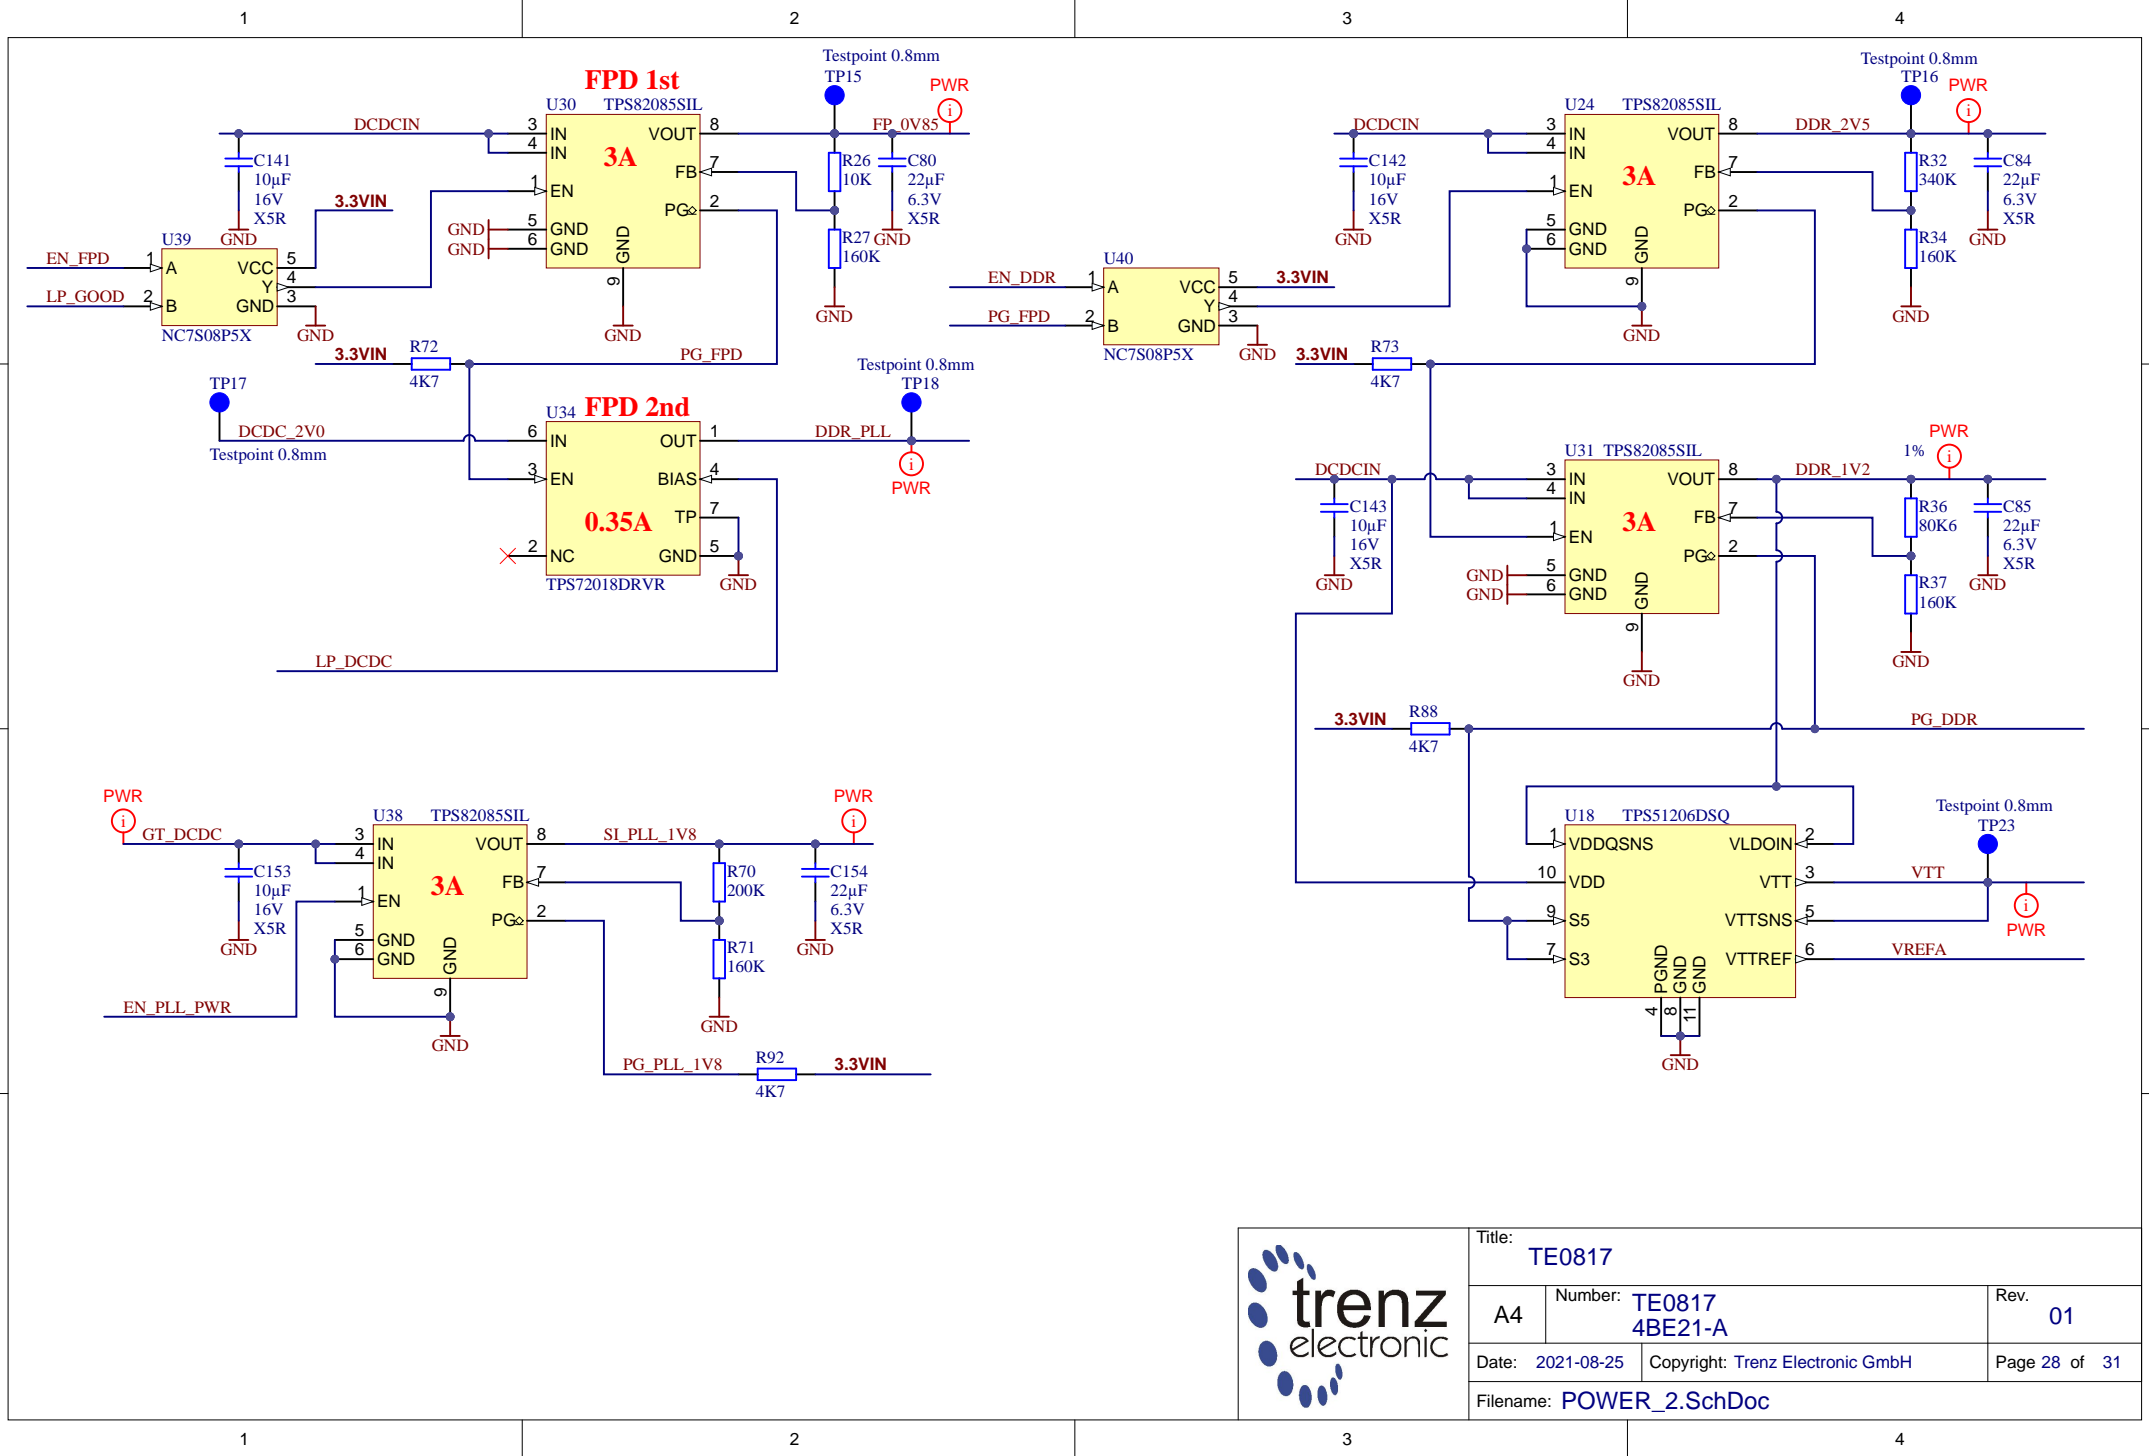 1
2
3
4
FPD 1st
U30 TPS82085SIL
3 IN
4 IN
1 EN
5 GND
6 GND
GND
9
VOUT 8
FB 7
PG 2
3A
DCDCIN
C141
10µF
16V
X5R
GND
3.3VIN
GND
GND
GND
Testpoint 0.8mm
TP15
PWR
i
FP_0V85
R26
10K
C80
22µF
6.3V
X5R
GND
R27
160K
GND
U39
EN_FPD 1 A
LP_GOOD 2 B
VCC 5
Y 4
GND 3
NC7S08P5X
GND
3.3VIN R72
4K7
PG_FPD
TP17
DCDC_2V0
Testpoint 0.8mm
U34 FPD 2nd
6 IN
3 EN
2 NC
OUT 1
BIAS 4
TP 7
GND 5
0.35A
TPS72018DRVR
GND
DDR_PLL
Testpoint 0.8mm
TP18
i
PWR
LP_DCDC
U38 TPS82085SIL
PWR
i
GT_DCDC
3 IN
4 IN
1 EN
5 GND
6 GND
GND
9
VOUT 8
FB 7
PG 2
3A
C153
10µF
16V
X5R
GND
EN_PLL_PWR
GND
SI_PLL_1V8
PWR
i
R70
200K
R71
160K
GND
C154
22µF
6.3V
X5R
GND
PG_PLL_1V8
R92
4K7
3.3VIN
U24 TPS82085SIL
3 IN
4 IN
1 EN
5 GND
6 GND
GND
9
VOUT 8
FB 7
PG 2
3A
DCDCIN
C142
10µF
16V
X5R
GND
GND
Testpoint 0.8mm
TP16
PWR
i
DDR_2V5
R32
340K
R34
160K
GND
C84
22µF
6.3V
X5R
GND
U40
EN_DDR 1 A
PG_FPD 2 B
VCC 5
Y 4
GND 3
NC7S08P5X
3.3VIN
GND
3.3VIN R73
4K7
U31 TPS82085SIL
3 IN
4 IN
1 EN
5 GND
6 GND
GND
9
VOUT 8
FB 7
PG 2
3A
DCDCIN
C143
10µF
16V
X5R
GND
GND
GND
GND
DDR_1V2
1%
PWR
i
R36
80K6
R37
160K
GND
C85
22µF
6.3V
X5R
GND
3.3VIN R88
4K7
PG_DDR
U18 TPS51206DSQ
1 VDDQSNS
10 VDD
9 S5
7 S3
VLDOIN 2
VTT 3
VTTSNS 5
VTTREF 6
PGND
GND
GND
4
8
11
GND
Testpoint 0.8mm
TP23
VTT
i
PWR
VREFA
trenz
electronic
Title:
TE0817
A4
Number: TE0817
4BE21-A
Rev.
01
Date: 2021-08-25
Copyright: Trenz Electronic GmbH
Page 28 of 31
Filename: POWER_2.SchDoc
1
2
3
4